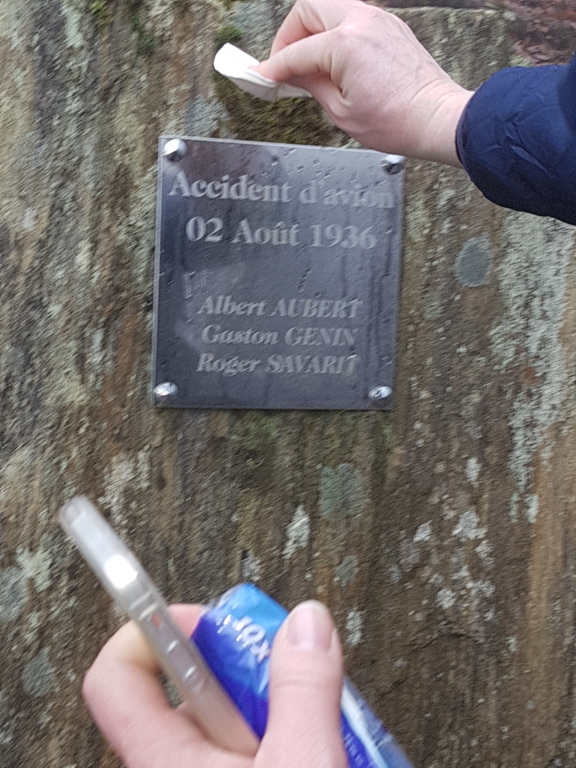 Accident d'avion
02 Août 1936
Albert AUBERT
Gaston GENIN
Roger SAVARIT